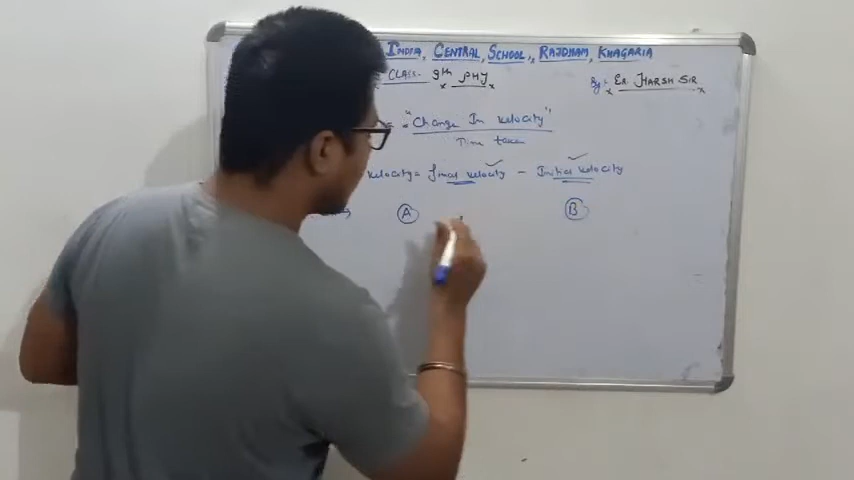 INDIA, CENTRAL, SCHOOL, RAJDHAM, KHAGARIA
CLASS- 9th PHY
By:- ER. HARSH SIR
= "Change In velocity"
Time taken
velocity = final velocity - Initial velocity
→ A B